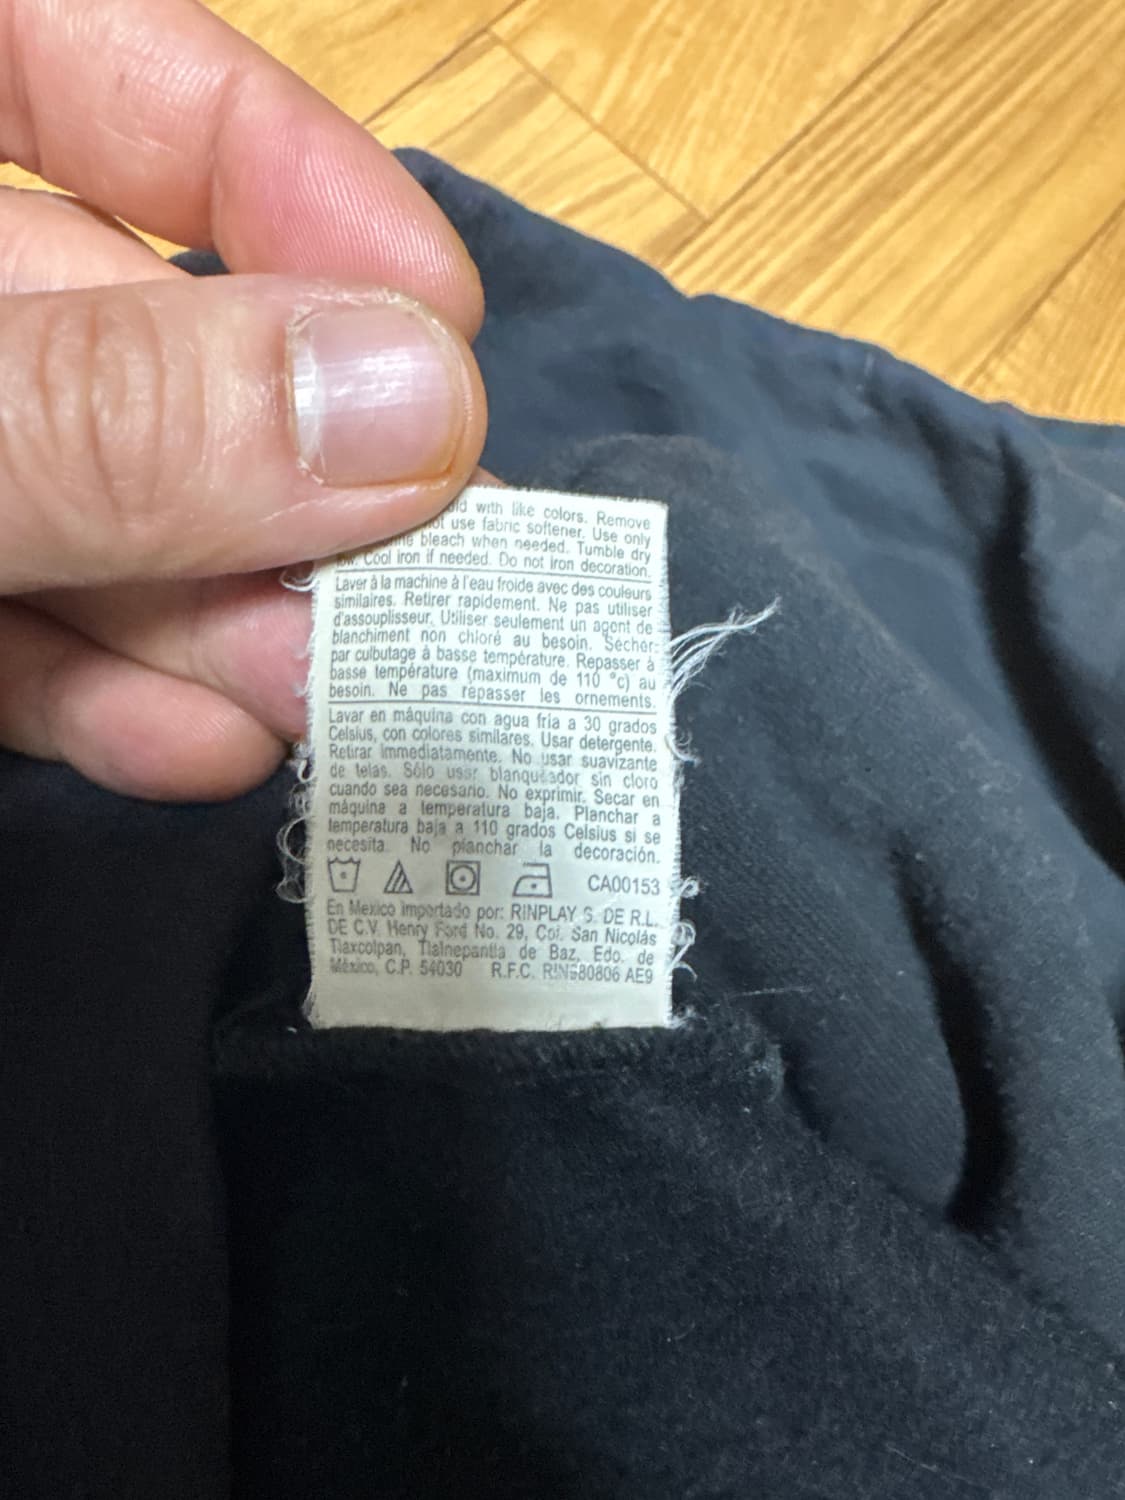 with like colors. Remove
not use fabric softener. Use only
bleach when needed. Tumble dry
low. Cool iron if needed. Do not iron decoration.
Laver à la machine à l'eau froide avec des couleurs
similaires. Retirer rapidement. Ne pas utiliser
d'assouplisseur. Utiliser seulement un agent de
blanchiment non chloré au besoin. Sécher
par culbutage à basse température. Repasser à
basse température (maximum de 110 °c) au
besoin. Ne pas repasser les ornements.
Lavar en máquina con agua fria a 30 grados
Celsius, con colores similares. Usar detergente.
Retirar immediatamente. No usar suavizante
de telas. Sólo usar blanqueador sin cloro
cuando sea necesario. No exprimir. Secar en
máquina a temperatura baja. Planchar a
temperatura baja a 110 grados Celsius si se
necesita. No planchar la decoración.
CA00153
En Mexico importado por: RINPLAY S. DE R.L.
DE C.V. Henry Ford No. 29, Col. San Nicolás
Tlaxcolpan, Tlalnepantla de Baz, Edo. de
México, C.P. 54030 R.F.C. AE9